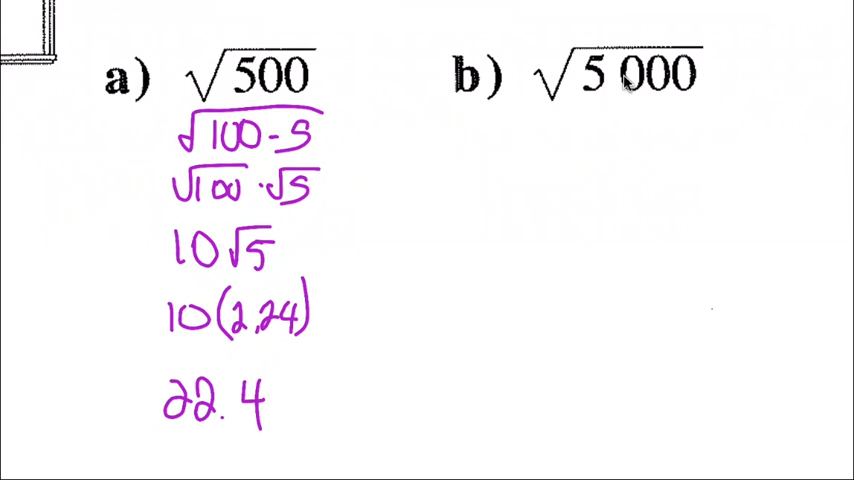 a) √500 b) √5 000
√100 · 5
√100 · √5
10√5
10(2.24)
22.4